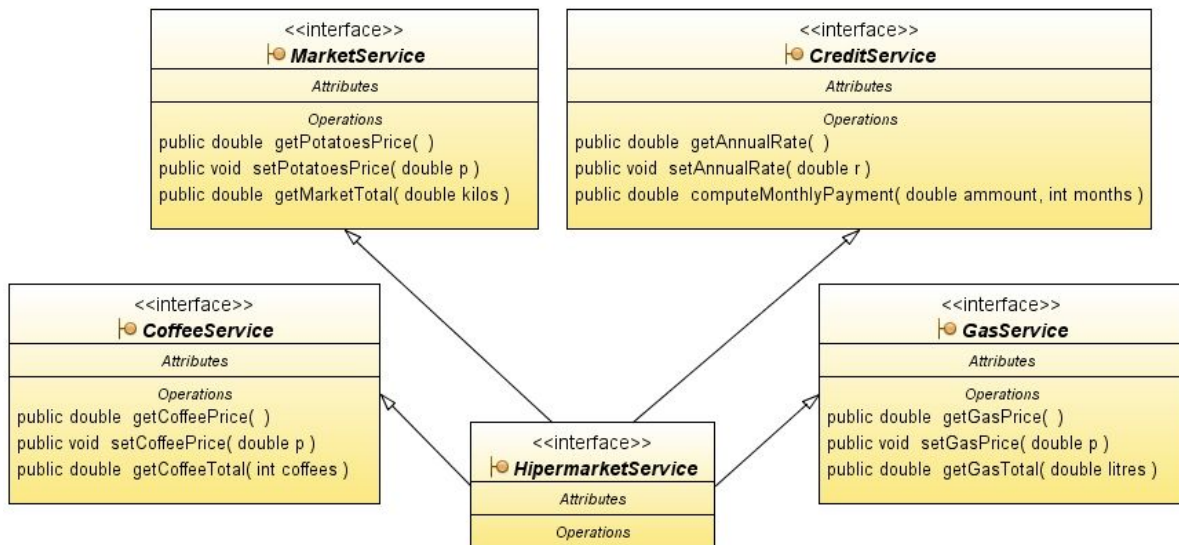 <<interface>>
MarketService
Attributes
Operations
public double getPotatoesPrice( )
public void setPotatoesPrice( double p )
public double getMarketTotal( double kilos )
<<interface>>
CreditService
Attributes
Operations
public double getAnnualRate( )
public void setAnnualRate( double r )
public double computeMonthlyPayment( double ammount, int months )
<<interface>>
CoffeeService
Attributes
Operations
public double getCoffeePrice( )
public void setCoffeePrice( double p )
public double getCoffeeTotal( int coffees )
<<interface>>
HipermarketService
Attributes
Operations
<<interface>>
GasService
Attributes
Operations
public double getGasPrice( )
public void setGasPrice( double p )
public double getGasTotal( double litres )